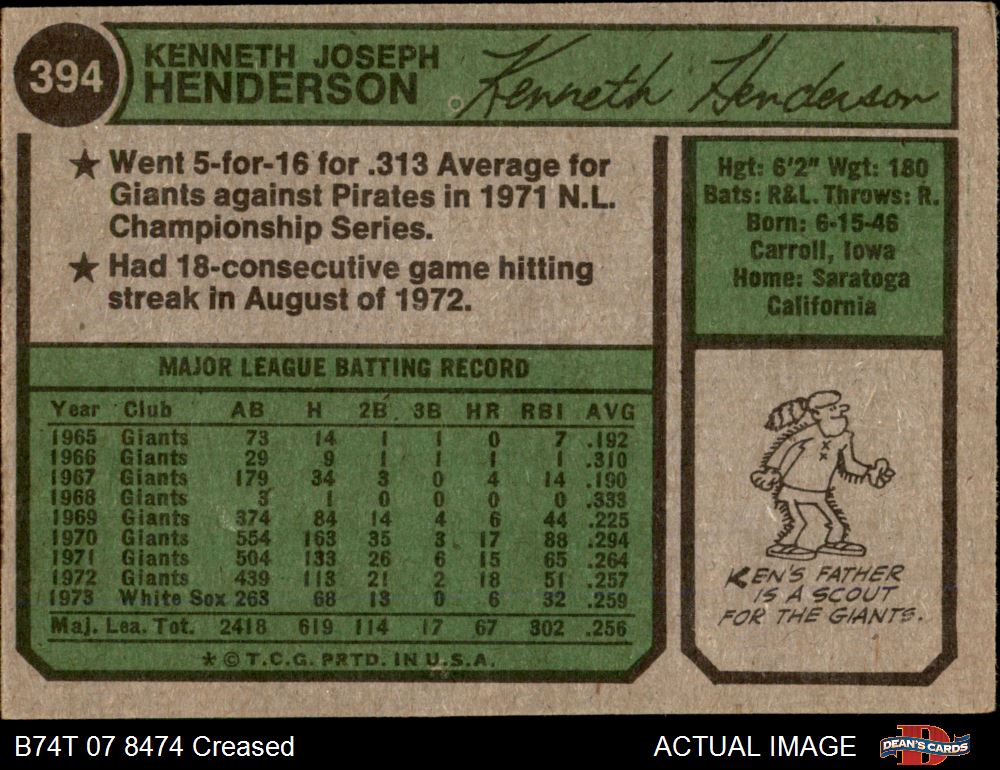 394
KENNETH JOSEPH
HENDERSON
Kenneth Henderson
★ Went 5-for-16 for .313 Average for
Giants against Pirates in 1971 N.L.
Championship Series.
★ Had 18-consecutive game hitting
streak in August of 1972.
Hgt: 6'2" Wgt: 180
Bats: R&L. Throws: R.
Born: 6-15-46
Carroll, Iowa
Home: Saratoga
California
MAJOR LEAGUE BATTING RECORD
Year Club AB H 2B 3B HR RBI AVG
1965 Giants 73 14 1 1 0 7 .192
1966 Giants 29 9 1 1 1 1 .310
1967 Giants 179 34 3 0 4 14 .190
1968 Giants 3 1 0 0 0 0 .333
1969 Giants 374 84 14 4 6 44 .225
1970 Giants 554 163 35 3 17 88 .294
1971 Giants 504 133 26 6 15 65 .264
1972 Giants 439 113 21 2 18 51 .257
1973 White Sox 263 68 13 0 6 32 .259
Maj. Lea. Tot. 2418 619 114 17 67 302 .256
* © T.C.G. PRTD. IN U.S.A.
KEN'S FATHER
IS A SCOUT
FOR THE GIANTS.
B74T 07 8474 Creased
ACTUAL IMAGE
D
DEAN'S CARDS